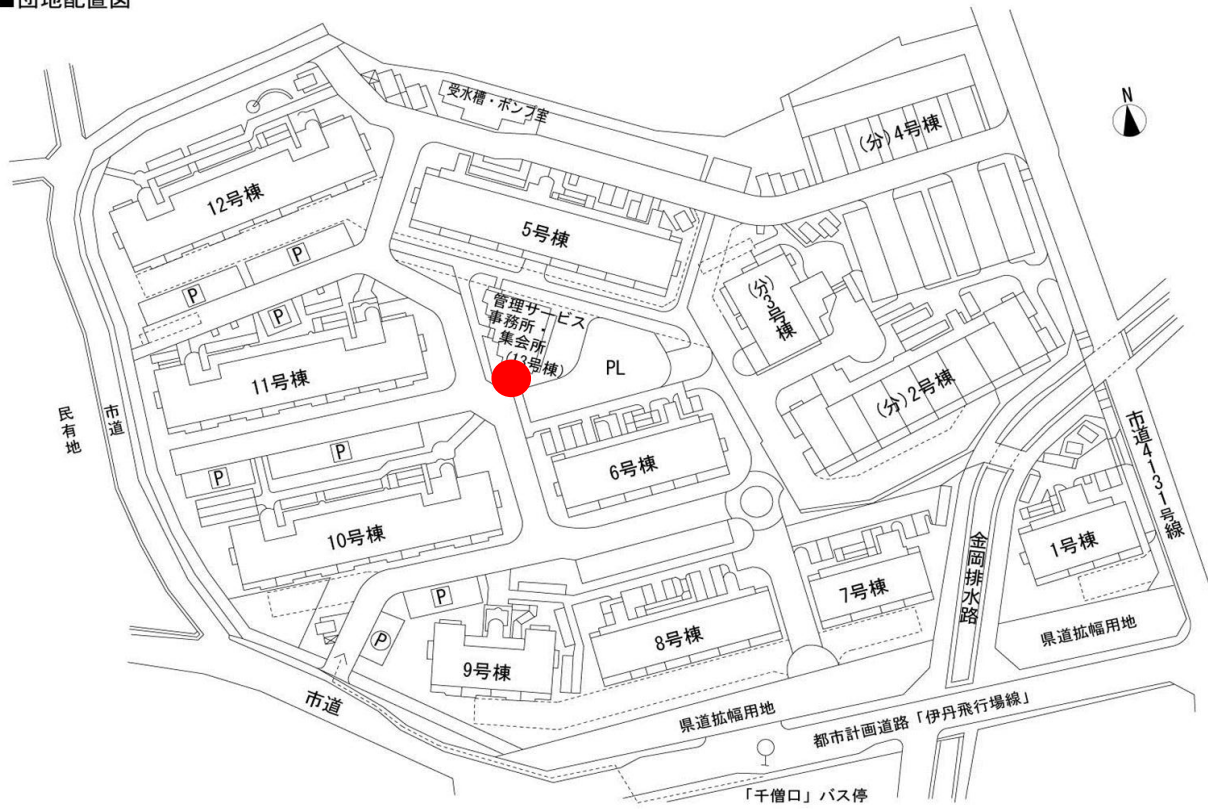 ■団地配置図
N
受水槽・ポンプ室
(分)4号棟
12号棟
5号棟
P
P
P
管理サービス
事務所・
集会所
(13号棟)
PL
(分)
3号棟
11号棟
(分)2号棟
民有地
市道
市道4131号線
P
P
6号棟
10号棟
金岡排水路
1号棟
7号棟
P
P
8号棟
9号棟
県道拡幅用地
市道
県道拡幅用地
都市計画道路「伊丹飛行場線」
「千僧口」バス停